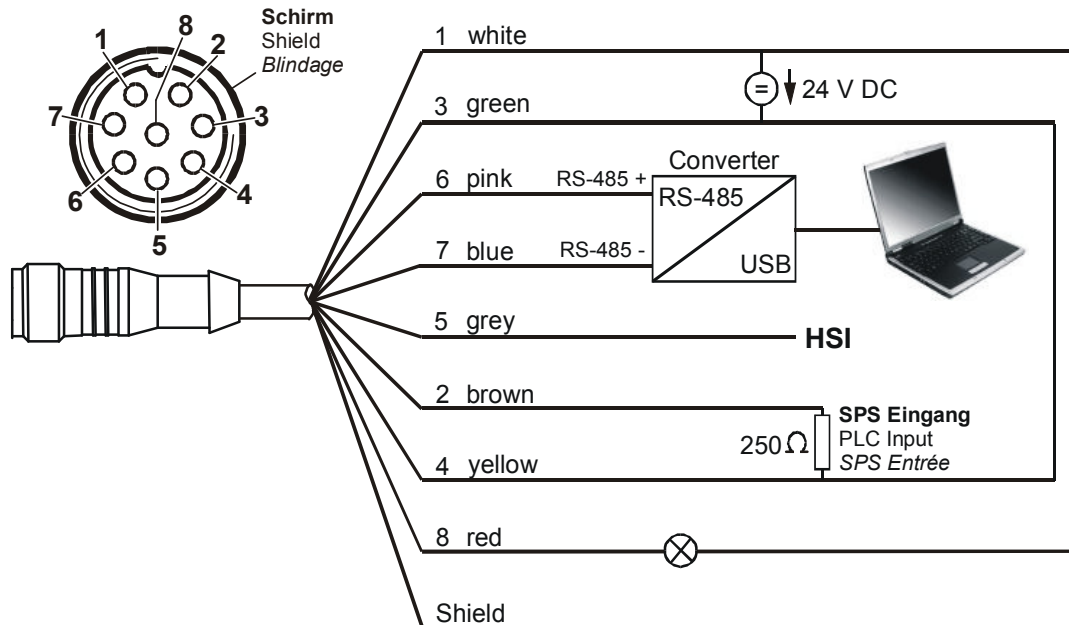 Schirm
Shield
Blindage
8
1
2
7
3
6
4
5
1 white
= 24 V DC
3 green
Converter
6 pink RS-485 +
RS-485
7 blue RS-485 -
USB
5 grey HSI
2 brown
SPS Eingang
250 Ω PLC Input
SPS Entrée
4 yellow
8 red
Shield